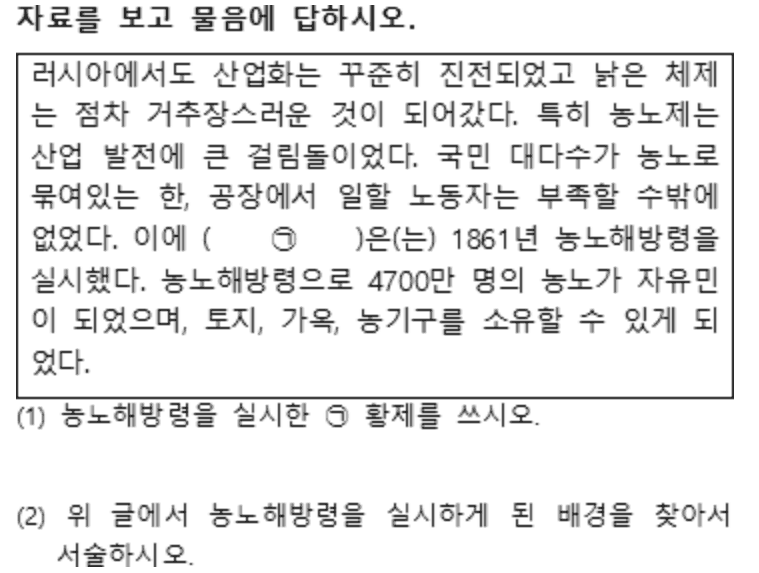 자료를 보고 물음에 답하시오.
러시아에서도 산업화는 꾸준히 진전되었고 낡은 체제
는 점차 거추장스러운 것이 되어갔다. 특히 농노제는
산업 발전에 큰 걸림돌이었다. 국민 대다수가 농노로
묶여있는 한, 공장에서 일할 노동자는 부족할 수밖에
없었다. 이에 ( ㉠ )은(는) 1861년 농노해방령을
실시했다. 농노해방령으로 4700만 명의 농노가 자유민
이 되었으며, 토지, 가옥, 농기구를 소유할 수 있게 되
었다.
(1) 농노해방령을 실시한 ㉠ 황제를 쓰시오.
(2) 위 글에서 농노해방령을 실시하게 된 배경을 찾아서
서술하시오.